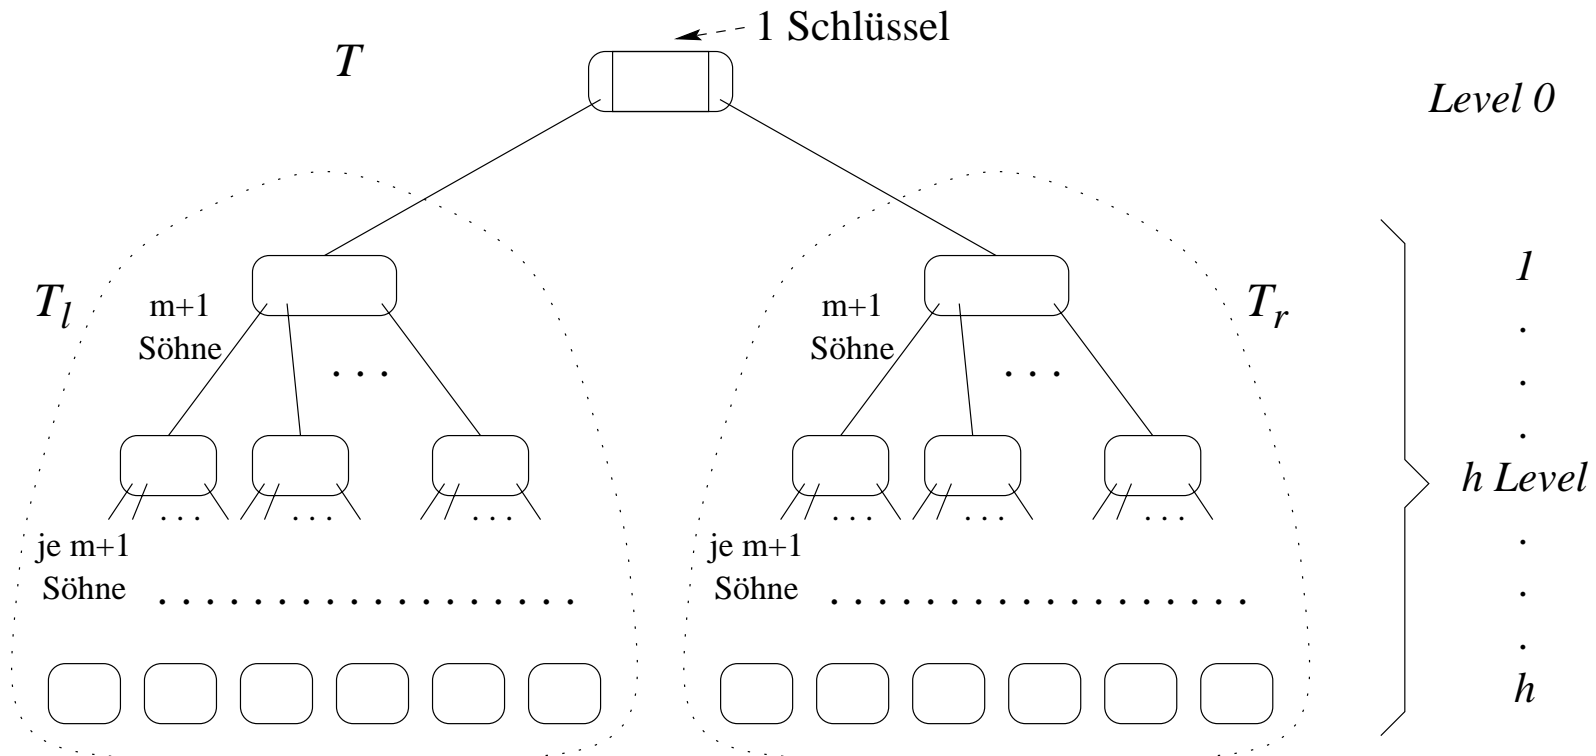 1 Schlüssel
T
Level 0
T_l
m+1
Söhne
. . .
m+1
Söhne
. . .
T_r
1
.
.
.
h Level
.
.
.
h
. . .
. . .
. . .
. . .
. . .
. . .
je m+1
Söhne
. . . . . . . . . . . . . . . . . .
je m+1
Söhne
. . . . . . . . . . . . . . . . . .